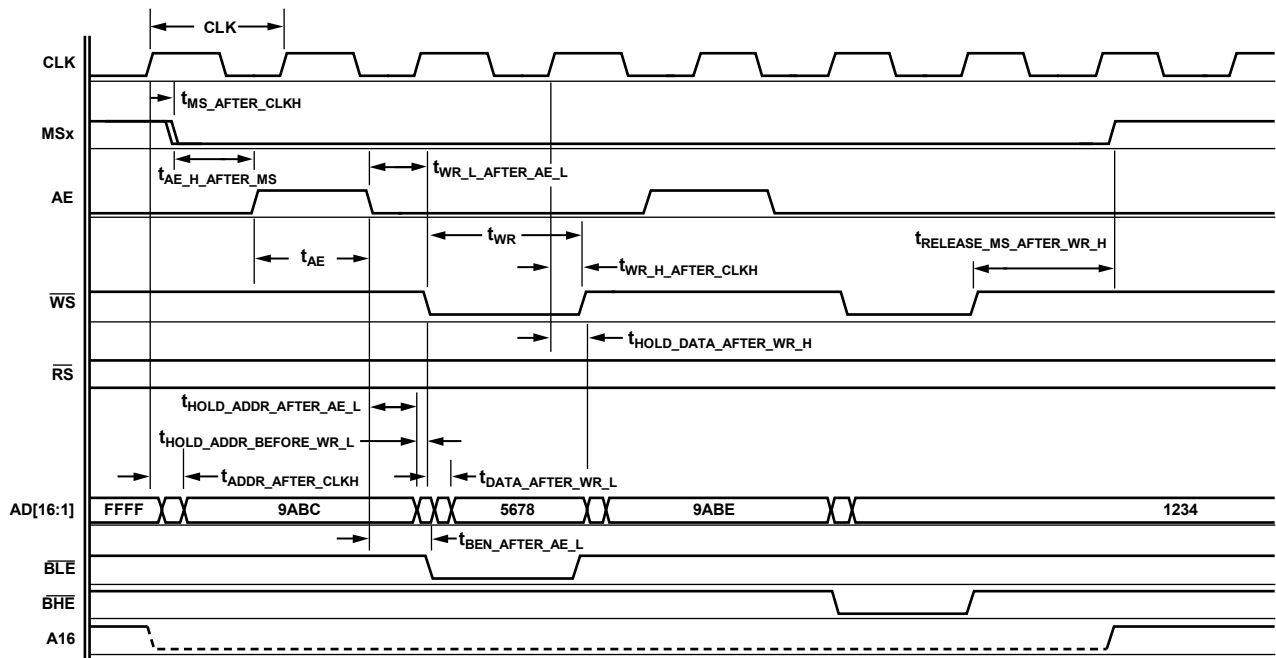 CLK
CLK
tMS_AFTER_CLKH
MSx
tAE_H_AFTER_MS
tWR_L_AFTER_AE_L
AE
tWR
tRELEASE_MS_AFTER_WR_H
tAE
tWR_H_AFTER_CLKH
WS
tHOLD_DATA_AFTER_WR_H
RS
tHOLD_ADDR_AFTER_AE_L
tHOLD_ADDR_BEFORE_WR_L
tADDR_AFTER_CLKH
tDATA_AFTER_WR_L
AD[16:1] FFFF 9ABC 5678 9ABE 1234
tBEN_AFTER_AE_L
BLE
BHE
A16